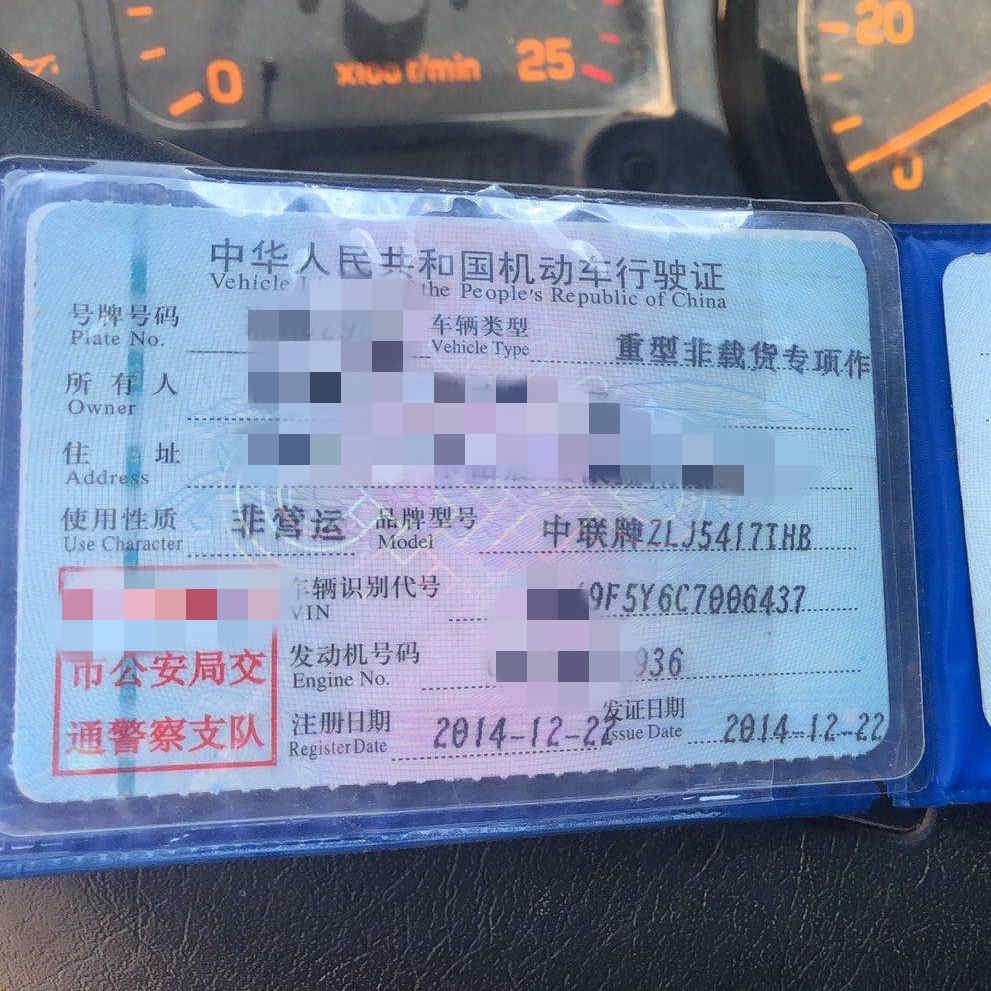 0 x100 r/min 25
20
0
中华人民共和国机动车行驶证
Vehicle the People's Republic of China
号牌号码
Plate No.
车辆类型
Vehicle Type
重型非载货专项作
所有人
Owner
住址
Address
使用性质
Use Character
非营运
品牌型号
Model
中联牌ZLJ5417THB
车辆识别代号
VIN
9F5Y6C7006437
发动机号码
Engine No.
936
市公安局交
通警察支队
注册日期
Register Date
2014-12-22
发证日期
Issue Date
2014-12-22